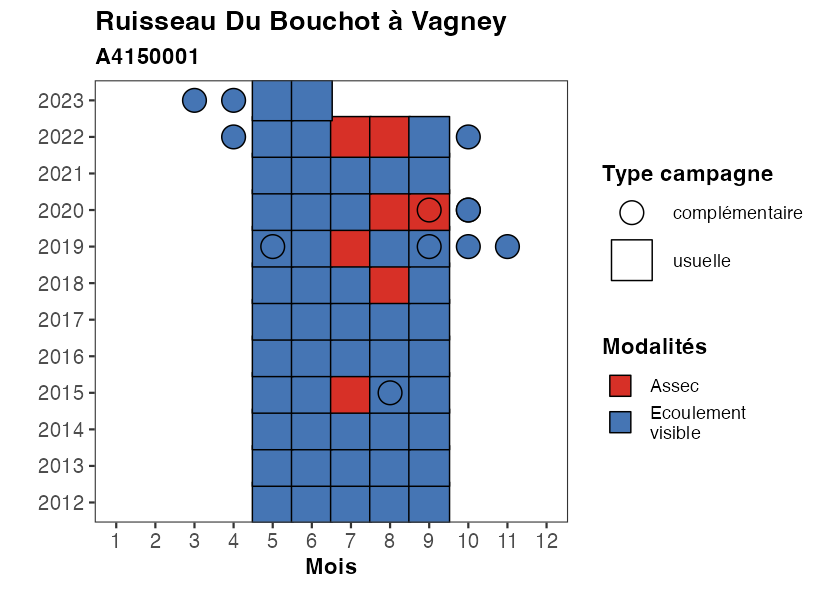 Ruisseau Du Bouchot à Vagney
A4150001
2023
2022
2021
2020
2019
2018
2017
2016
2015
2014
2013
2012
1 2 3 4 5 6 7 8 9 10 11 12
Mois
Type campagne
complémentaire
usuelle
Modalités
Assec
Ecoulement
visible